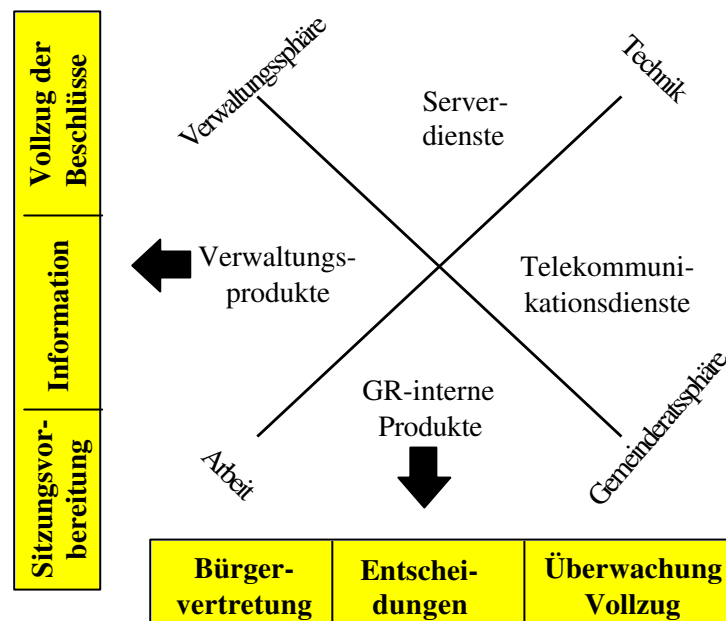 Vollzug der
Beschlüsse
Information
Sitzungsvor-
bereitung
Verwaltungssphäre
Technik
Server-
dienste
Verwaltungs-
produkte
Telekommuni-
kationsdienste
GR-interne
Produkte
Arbeit
Gemeinderatssphäre
Bürger-
vertretung
Entschei-
dungen
Überwachung
Vollzug